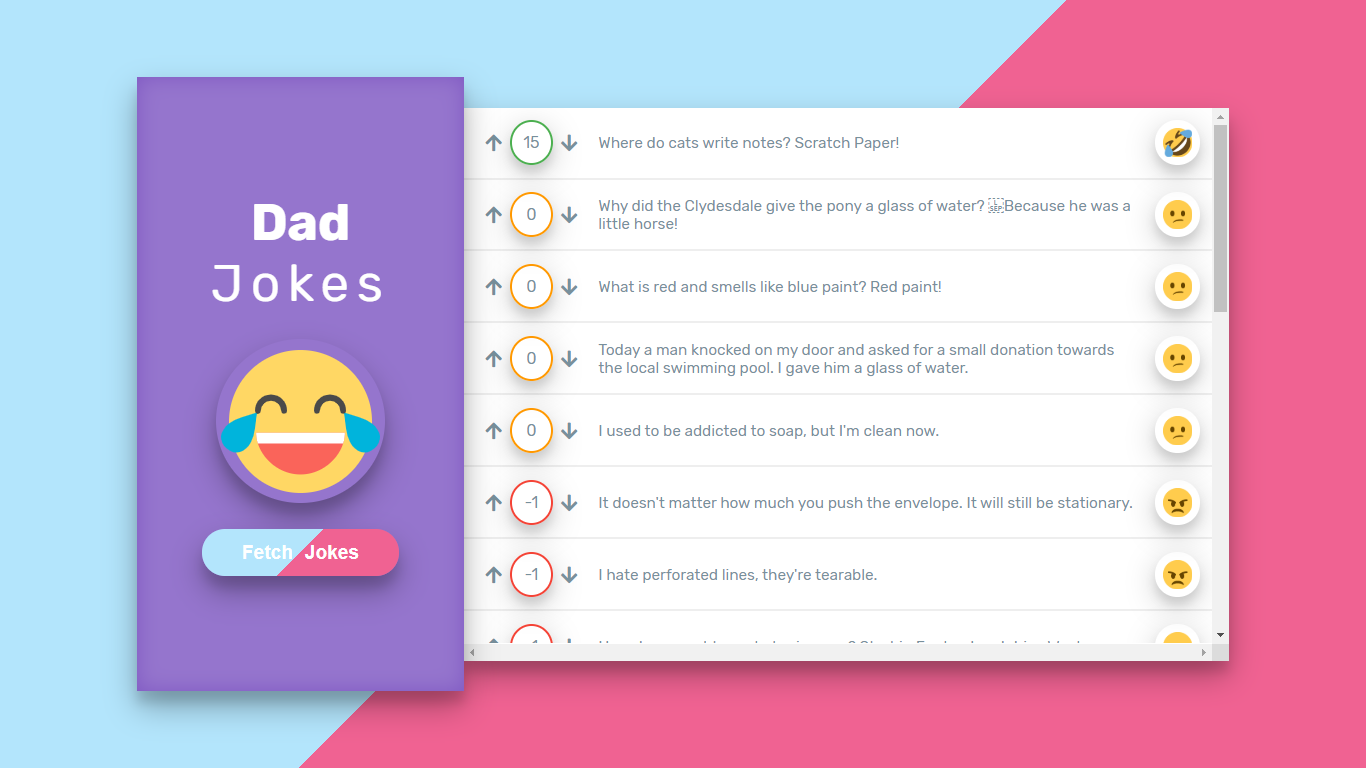 Dad
Jokes
Fetch Jokes
15
Where do cats write notes? Scratch Paper!
0
Why did the Clydesdale give the pony a glass of water? Because he was a
little horse!
0
What is red and smells like blue paint? Red paint!
0
Today a man knocked on my door and asked for a small donation towards
the local swimming pool. I gave him a glass of water.
0
I used to be addicted to soap, but I'm clean now.
-1
It doesn't matter how much you push the envelope. It will still be stationary.
-1
I hate perforated lines, they're tearable.